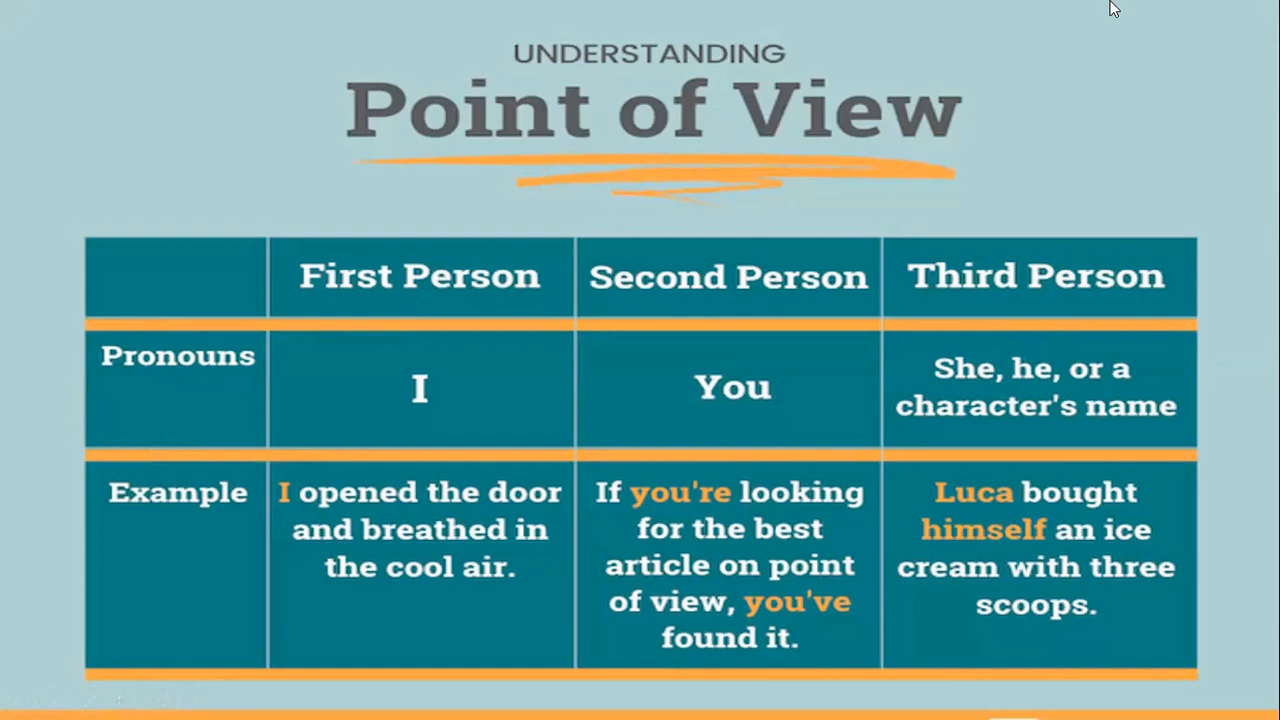 UNDERSTANDING
Point of View
First Person
Second Person
Third Person
Pronouns
I
You
She, he, or a
character's name
Example
I opened the door
and breathed in
the cool air.
If you're looking
for the best
article on point
of view, you've
found it.
Luca bought
himself an ice
cream with three
scoops.